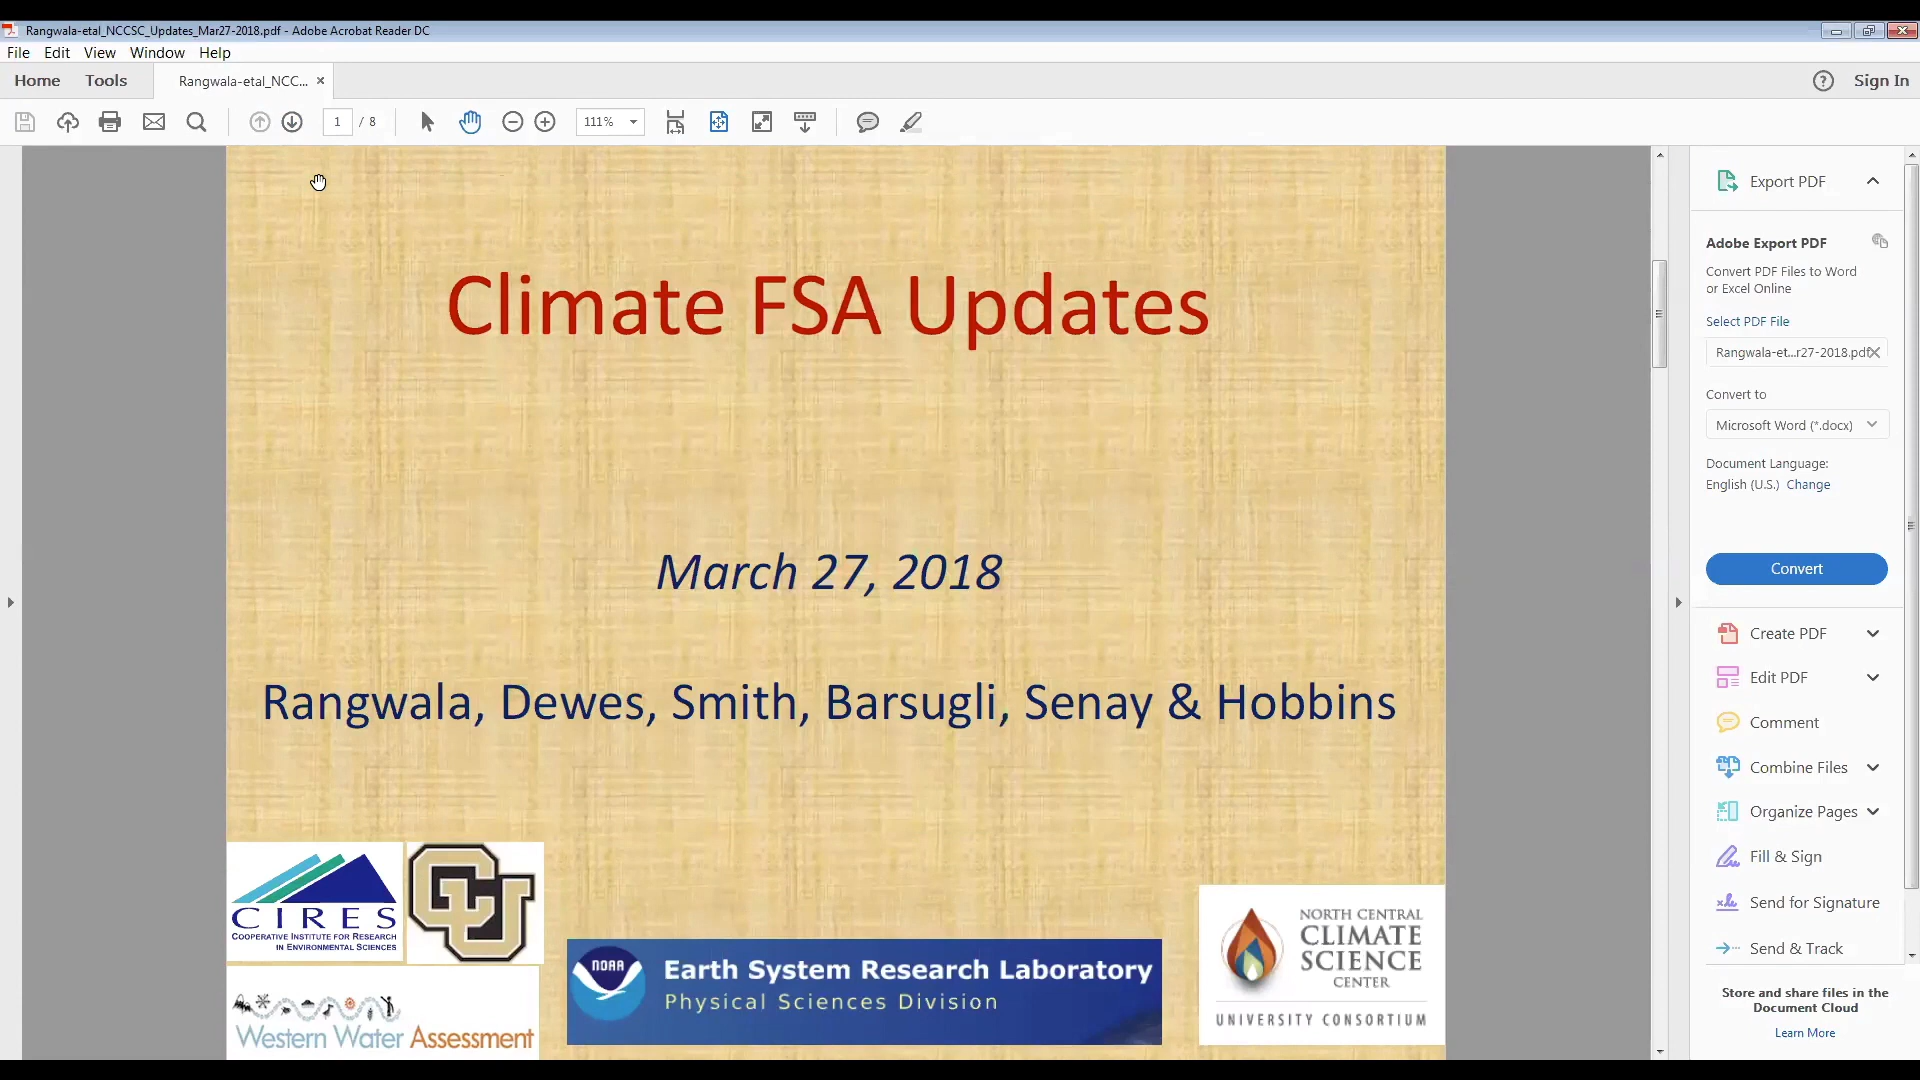 Rangwala-etal_NCCSC_Updates_Mar27-2018.pdf - Adobe Acrobat Reader DC
File Edit View Window Help
Home Tools Rangwala-etal_NCC... × Sign In
1 / 8 111%
Climate FSA Updates
March 27, 2018
Rangwala, Dewes, Smith, Barsugli, Senay & Hobbins
CIRES
COOPERATIVE INSTITUTE FOR RESEARCH
IN ENVIRONMENTAL SCIENCES
CU
Western Water Assessment
NOAA
Earth System Research Laboratory
Physical Sciences Division
NORTH CENTRAL
CLIMATE
SCIENCE
CENTER
UNIVERSITY CONSORTIUM
Export PDF
Adobe Export PDF
Convert PDF Files to Word
or Excel Online
Select PDF File
Rangwala-et...r27-2018.pdf
Convert to
Microsoft Word (*.docx)
Document Language:
English (U.S.) Change
Convert
Create PDF
Edit PDF
Comment
Combine Files
Organize Pages
Fill & Sign
Send for Signature
Send & Track
Store and share files in the
Document Cloud
Learn More